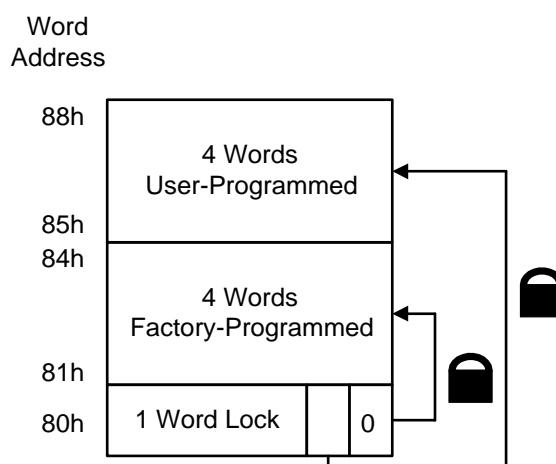 Word
Address
88h
4 Words
User-Programmed
85h
84h
4 Words
Factory-Programmed
81h
80h
1 Word Lock
0